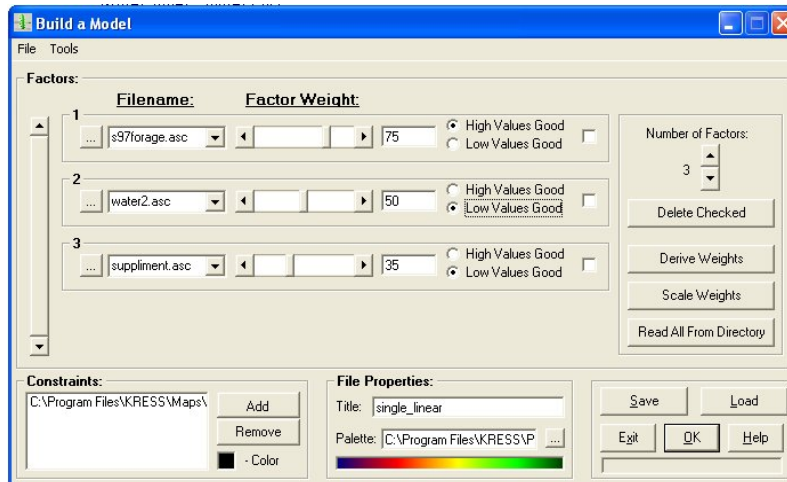 Build a Model
File Tools
Factors:
Filename: Factor Weight:
1
... s97forage.asc 75 High Values Good
Low Values Good
2
... water2.asc 50 High Values Good
Low Values Good
3
... suppliment.asc 35 High Values Good
Low Values Good
Number of Factors:
3
Delete Checked
Derive Weights
Scale Weights
Read All From Directory
Constraints:
C:\Program Files\KRESS\Maps\
Add
Remove
- Color
File Properties:
Title: single_linear
Palette: C:\Program Files\KRESS\P ...
Save Load
Exit OK Help